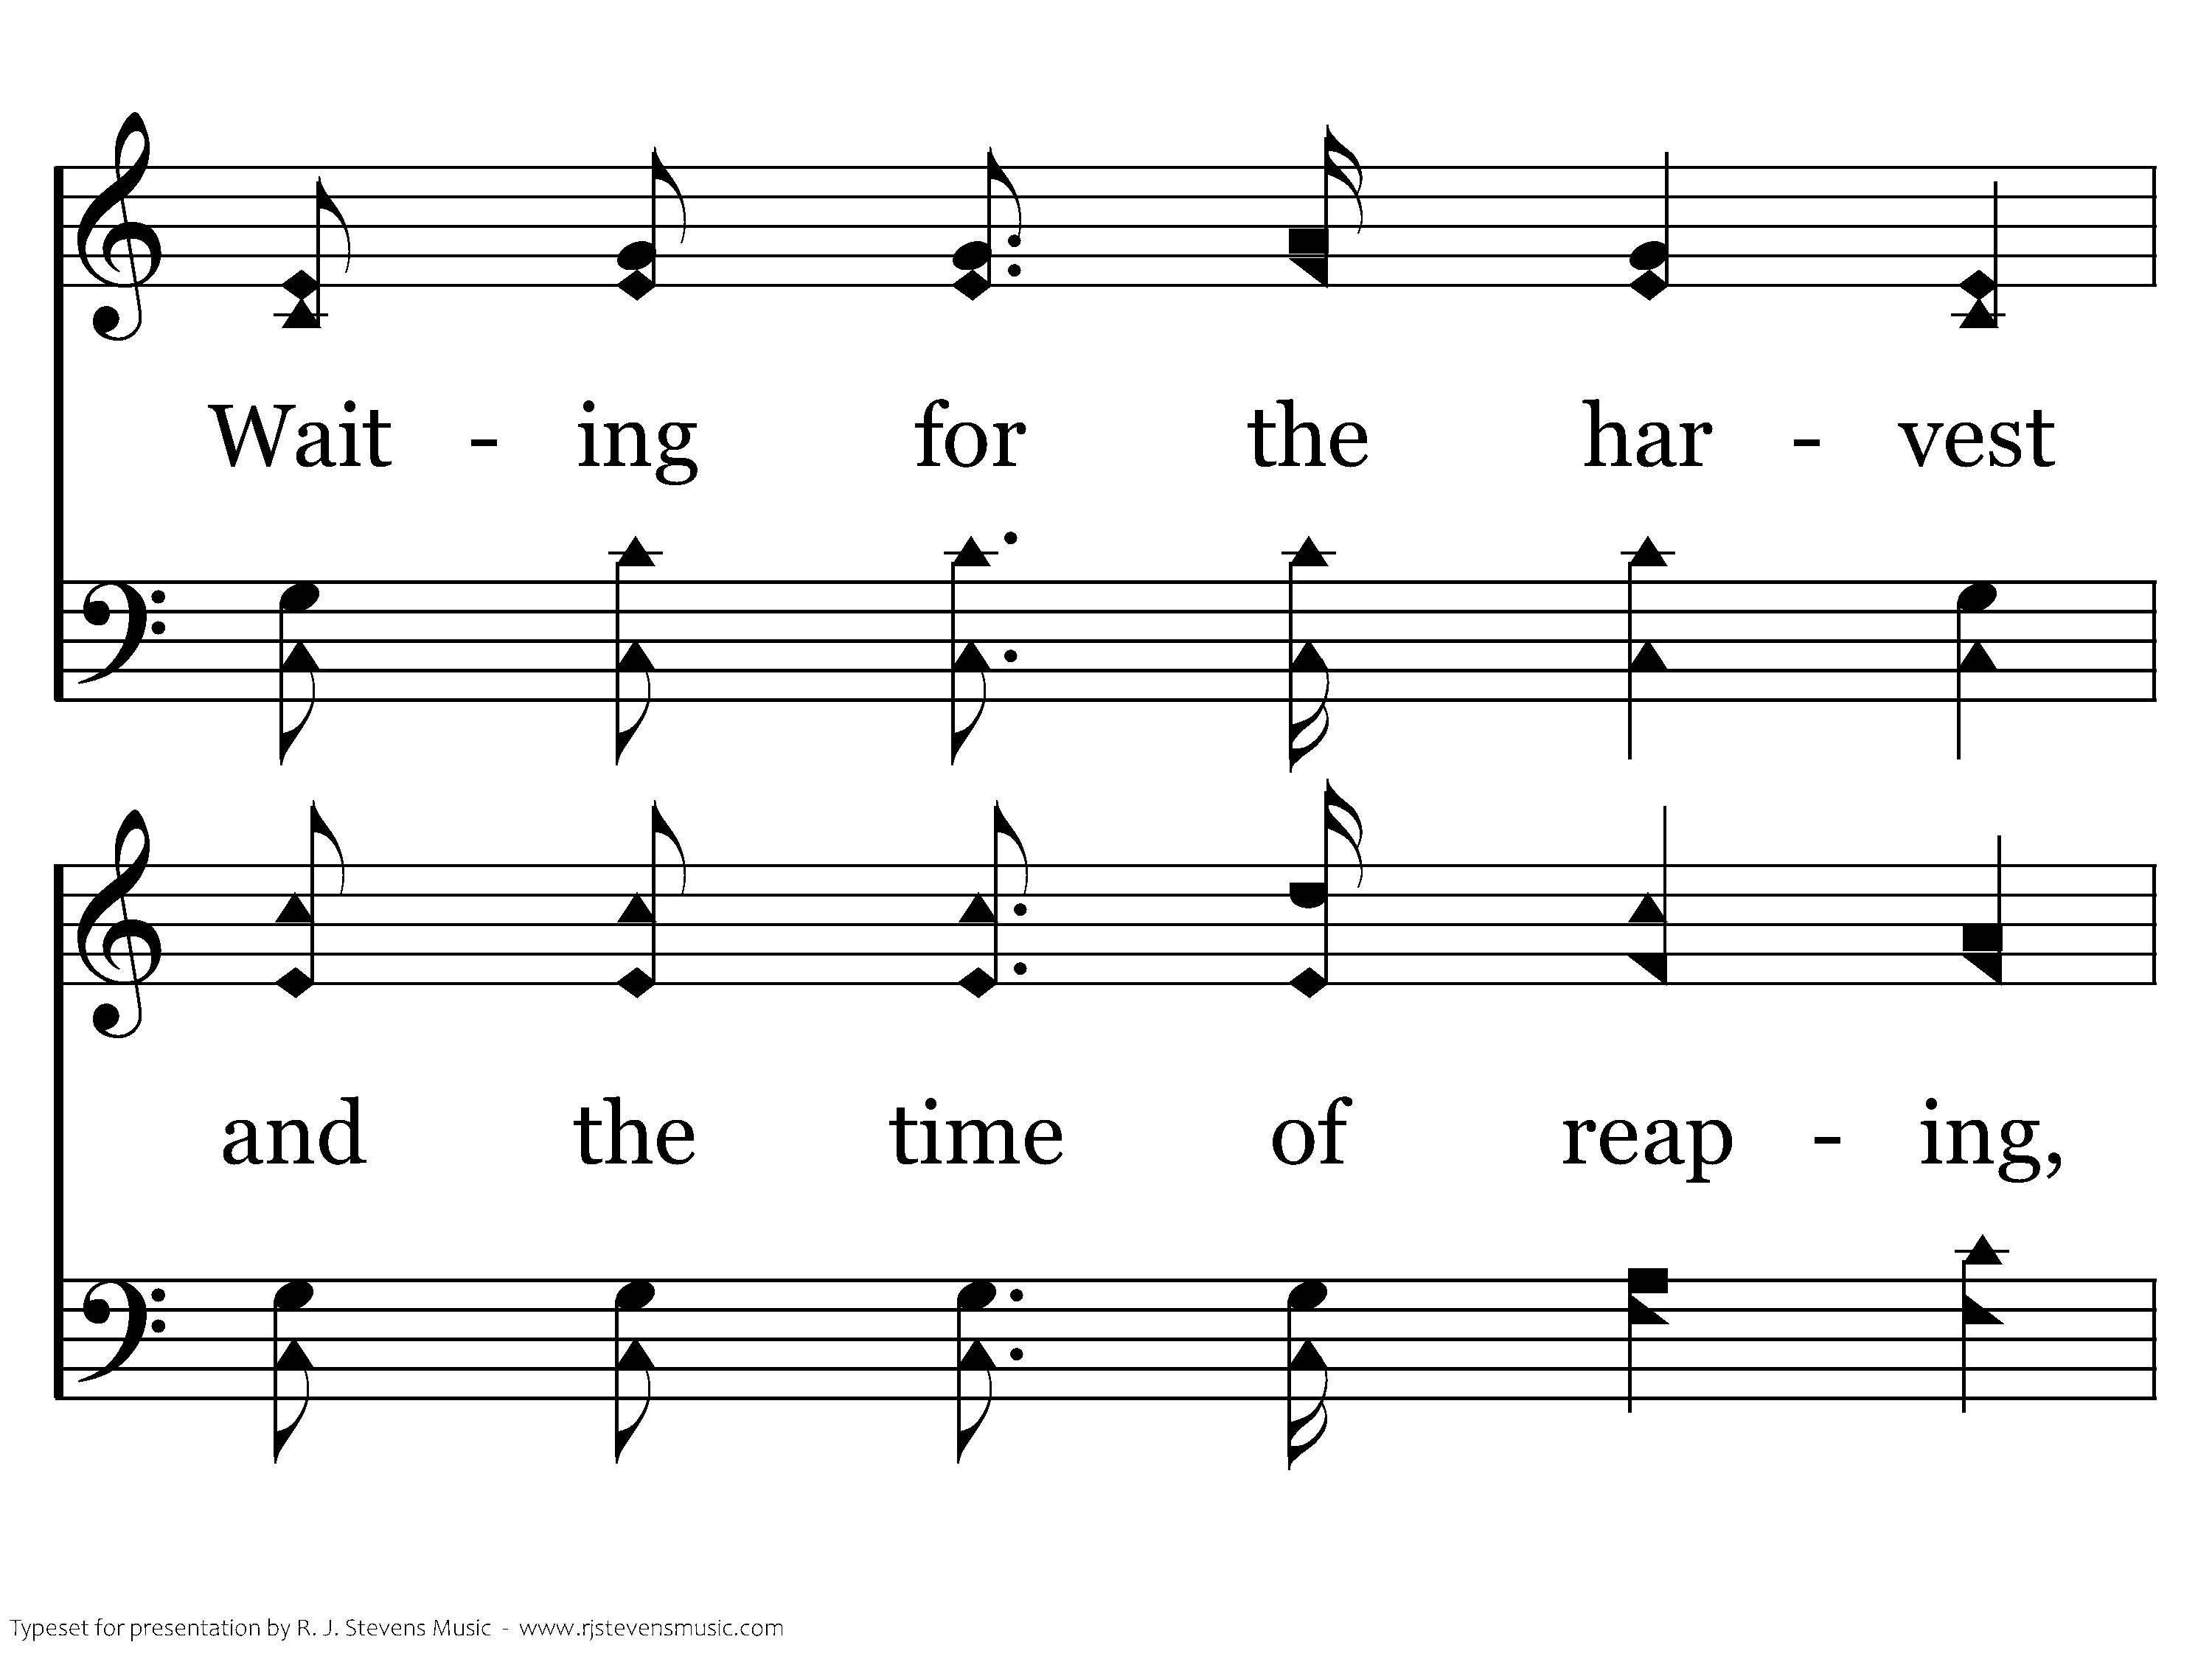 Wait - ing for the har - vest
and the time of reap - ing,
Typeset for presentation by R. J. Stevens Music - www.rjstevensmusic.com